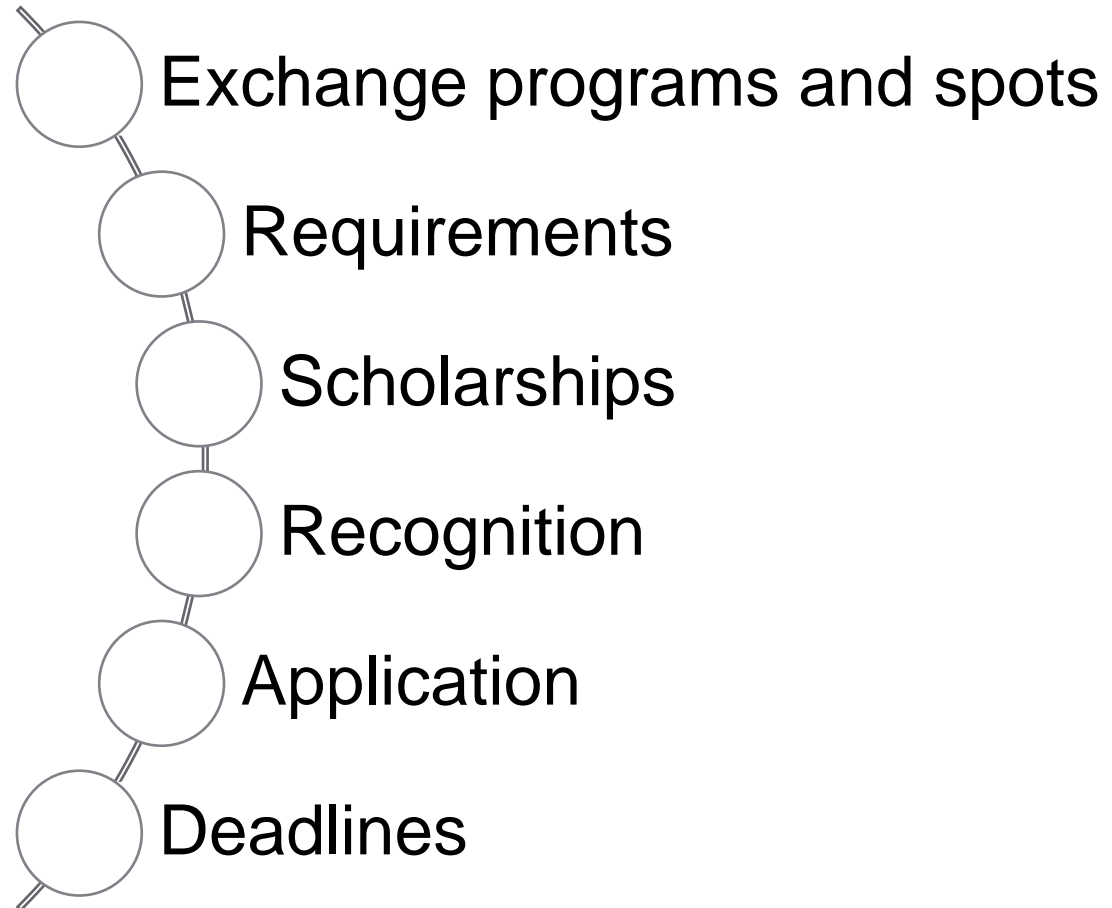 Exchange programs and spots
Requirements
Scholarships
Recognition
Application
Deadlines